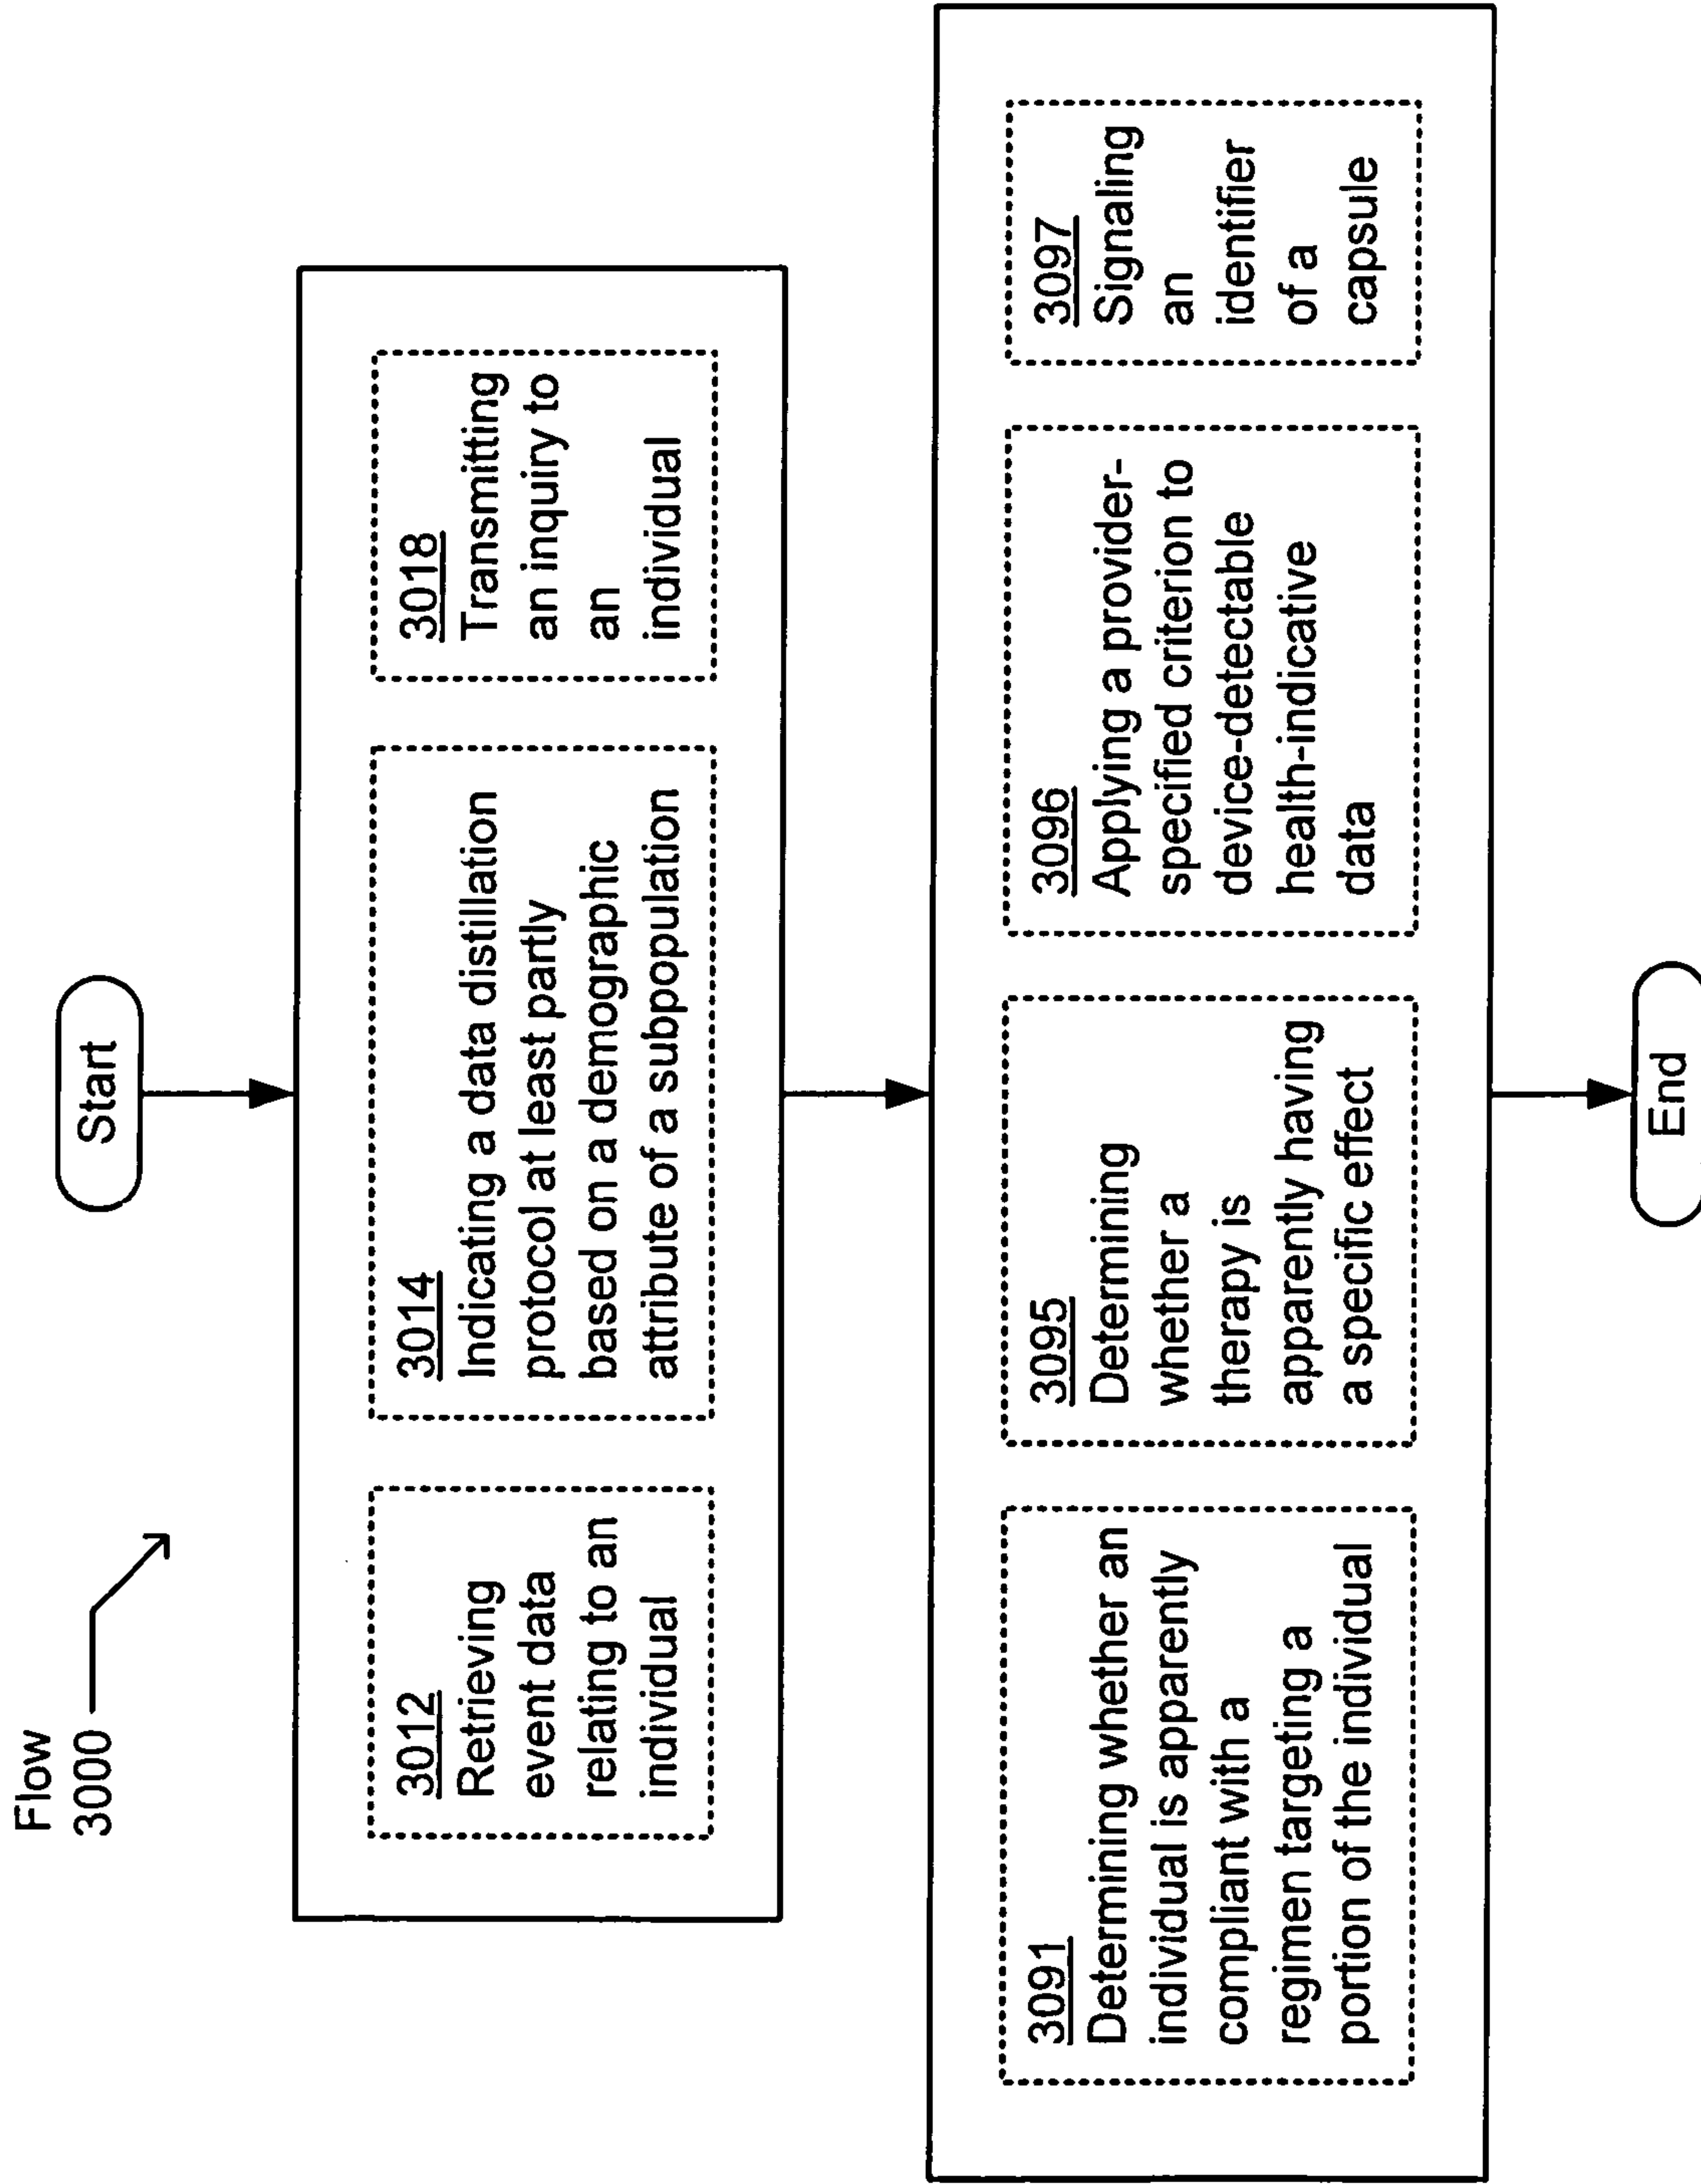 Flow
3000
Start
3012
Retrieving
event data
relating to an
individual
3014
Indicating a data distillation
protocol at least partly
based on a demographic
attribute of a subpopulation
3018
Transmitting
an inquiry to
an
individual
3091
Determining whether an
individual is apparently
compliant with a
regimen targeting a
portion of the individual
3095
Determining
whether a
therapy is
apparently having
a specific effect
3096
Applying a provider-
specified criterion to
device-detectable
health-indicative
data
3097
Signaling
an
identifier
of a
capsule
End